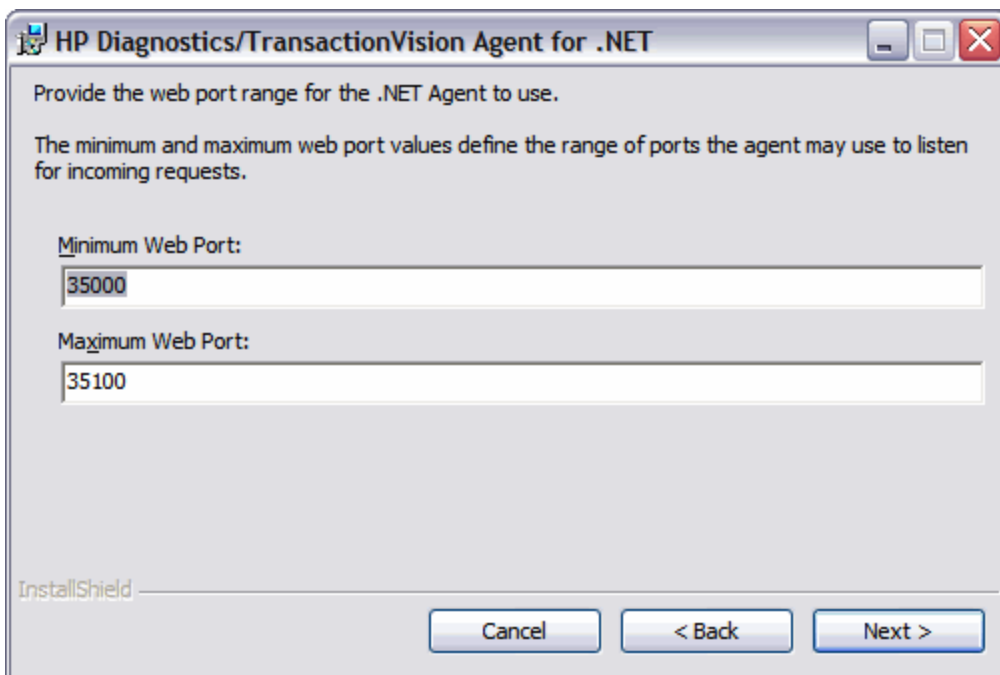 HP Diagnostics/TransactionVision Agent for .NET
Provide the web port range for the .NET Agent to use.
The minimum and maximum web port values define the range of ports the agent may use to listen
for incoming requests.
Minimum Web Port:
35000
Maximum Web Port:
35100
InstallShield
Cancel
< Back
Next >